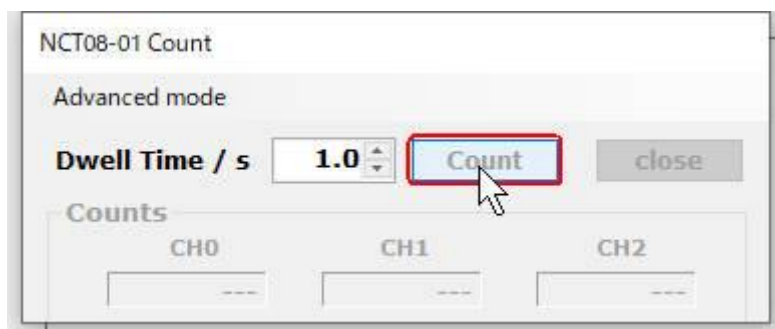 NCT08-01 Count
Advanced mode
Dwell Time / s 1.0 Count close
Counts
CH0 CH1 CH2
--- --- ---